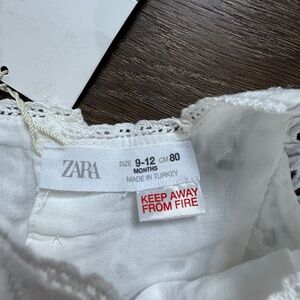 ZARA
SIZE 9-12 CM 80
MONTHS
MADE IN TURKEY
KEEP AWAY
FROM FIRE